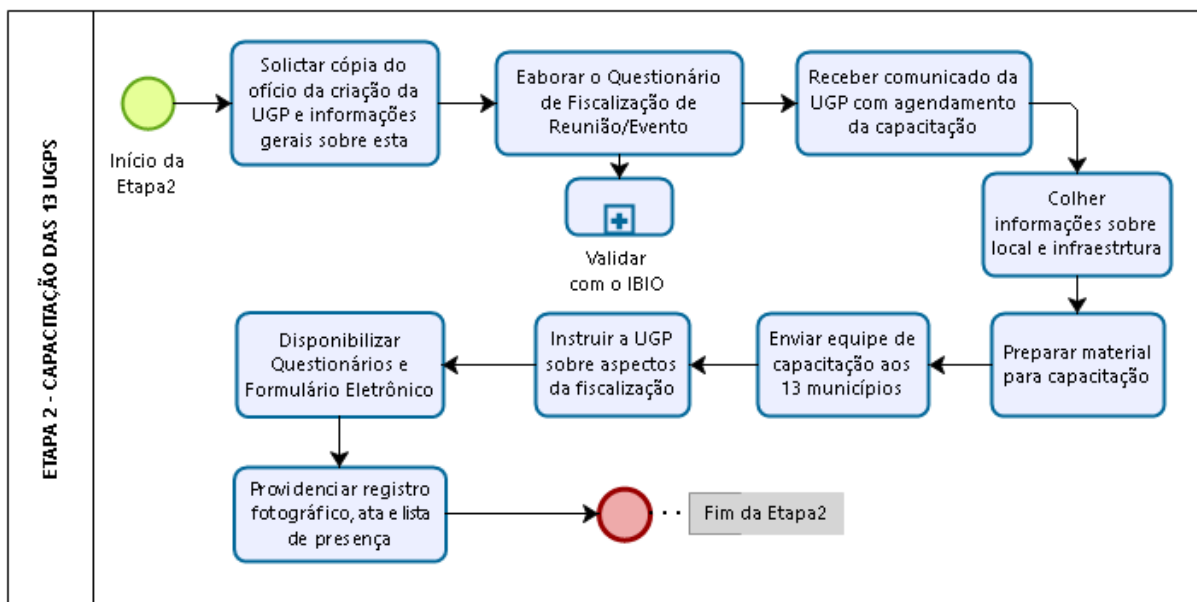 ETAPA 2 - CAPACITAÇÃO DAS 13 UGPS
Início da
Etapa2
Solictar cópia do
ofício da criação da
UGP e informações
gerais sobre esta
Eaborar o Questionário
de Fiscalização de
Reunião/Evento
Validar
com o IBIO
Receber comunicado da
UGP com agendamento
da capacitação
Colher
informações sobre
local e infraestrtura
Preparar material
para capacitação
Enviar equipe de
capacitação aos
13 municípios
Instruir a UGP
sobre aspectos
da fiscalização
Disponibilizar
Questionários e
Formulário Eletrônico
Providenciar registro
fotográfico, ata e lista
de presença
Fim da Etapa2